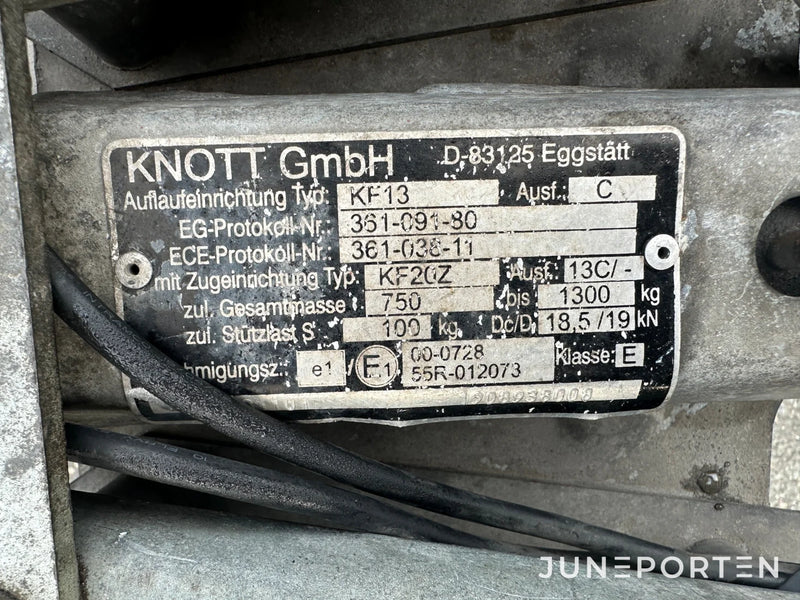 KNOTT GmbH D-83125 Eggstätt
Auflaufeinrichtung Typ: KF13 Ausf.: C
EG-Protokoll-Nr.: 361-091-80
ECE-Protokoll-Nr.: 361-038-11
mit Zugeinrichtung Typ: KF20Z Ausf.: 13C/-
zul. Gesamtmasse 750 bis 1300 kg
zul. Stützlast S 100 kg Dc/D 18,5/19 kN
hmigungsz.: e1 / E1 00-0728 Klasse: E
55R-012073
JUNEPORTEN